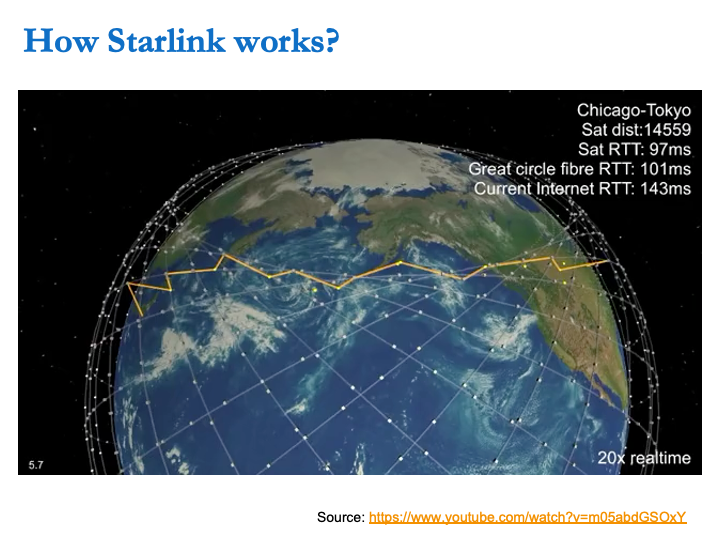 How Starlink works?
Chicago-Tokyo
Sat dist:14559
Sat RTT: 97ms
Great circle fibre RTT: 101ms
Current Internet RTT: 143ms
5.7
20x realtime
Source: https://www.youtube.com/watch?v=m05abdGSOxY